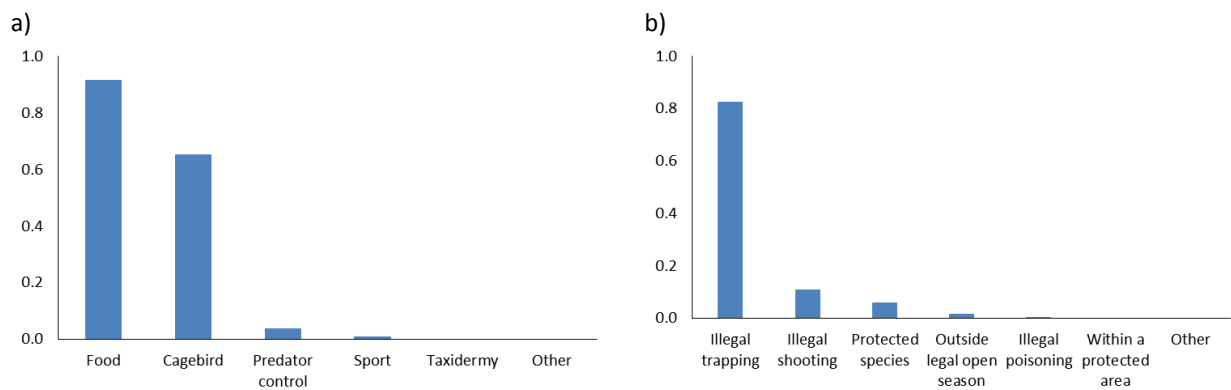 a)
1.0
0.8
0.6
0.4
0.2
0.0
Food Cagebird Predator Sport Taxidermy Other
control
b)
1.0
0.8
0.6
0.4
0.2
0.0
Illegal Illegal Protected Outside Illegal Within a Other
trapping shooting species legal open poisoning protected
season area